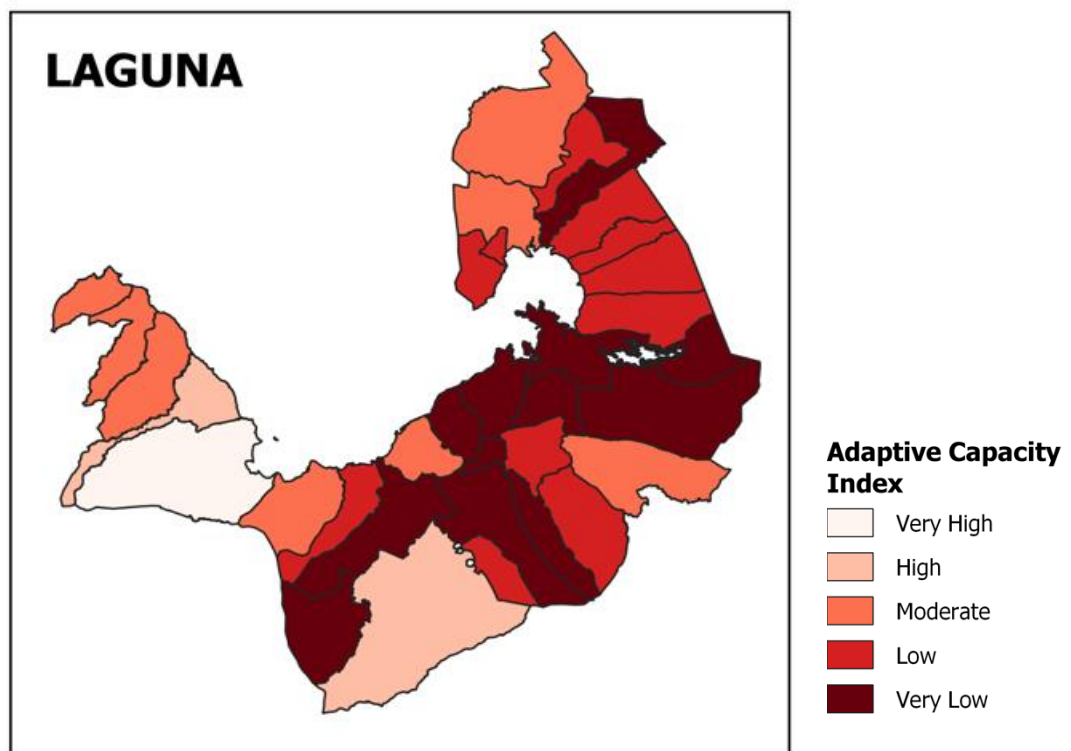 LAGUNA
Adaptive Capacity
Index
Very High
High
Moderate
Low
Very Low